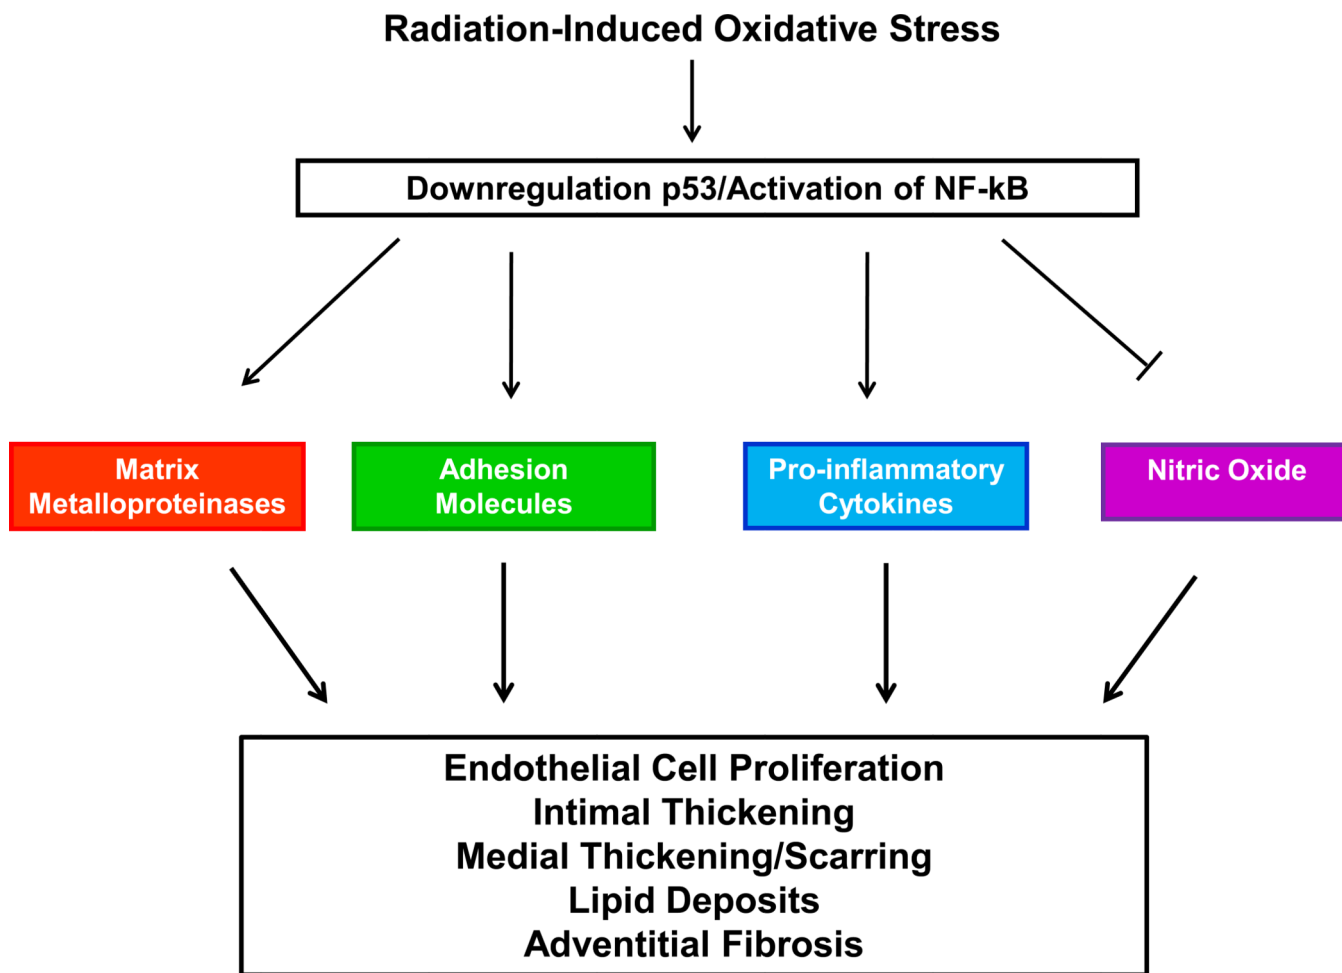 Radiation-Induced Oxidative Stress
Downregulation p53/Activation of NF-kB
Matrix
Metalloproteinases
Adhesion
Molecules
Pro-inflammatory
Cytokines
Nitric Oxide
Endothelial Cell Proliferation
Intimal Thickening
Medial Thickening/Scarring
Lipid Deposits
Adventitial Fibrosis